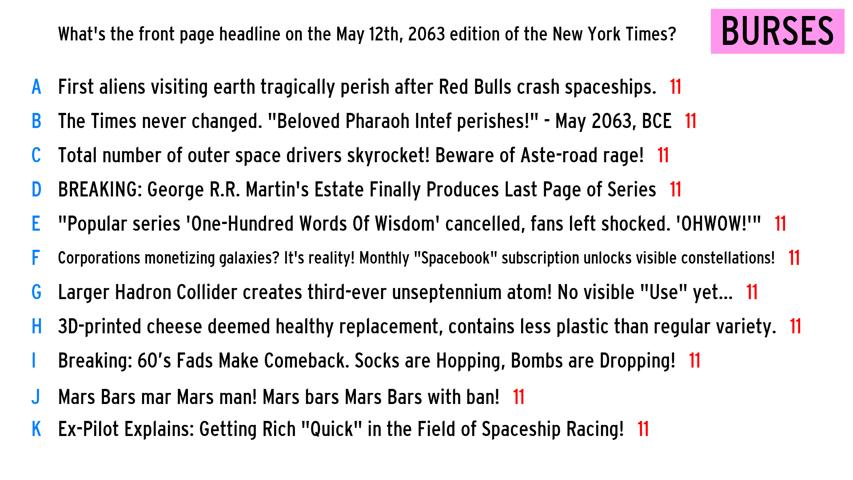 What's the front page headline on the May 12th, 2063 edition of the New York Times?
BURSES
A First aliens visiting earth tragically perish after Red Bulls crash spaceships. 11
B The Times never changed. "Beloved Pharaoh Intef perishes!" - May 2063, BCE 11
C Total number of outer space drivers skyrocket! Beware of Aste-road rage! 11
D BREAKING: George R.R. Martin's Estate Finally Produces Last Page of Series 11
E "Popular series 'One-Hundred Words Of Wisdom' cancelled, fans left shocked. 'OHWOW!'" 11
F Corporations monetizing galaxies? It's reality! Monthly "Spacebook" subscription unlocks visible constellations! 11
G Larger Hadron Collider creates third-ever unseptennium atom! No visible "Use" yet... 11
H 3D-printed cheese deemed healthy replacement, contains less plastic than regular variety. 11
I Breaking: 60’s Fads Make Comeback. Socks are Hopping, Bombs are Dropping! 11
J Mars Bars mar Mars man! Mars bars Mars Bars with ban! 11
K Ex-Pilot Explains: Getting Rich "Quick" in the Field of Spaceship Racing! 11